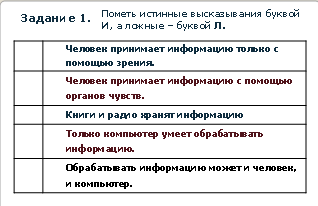 Задание 1. Пометь истинные высказывания буквой
И, а ложные – буквой Л.
Человек принимает информацию только с
помощью зрения.
Человек принимает информацию с помощью
органов чувств.
Книги и радио хранят информацию
Только компьютер умеет обрабатывать
информацию.
Обрабатывать информацию может и человек,
и компьютер.